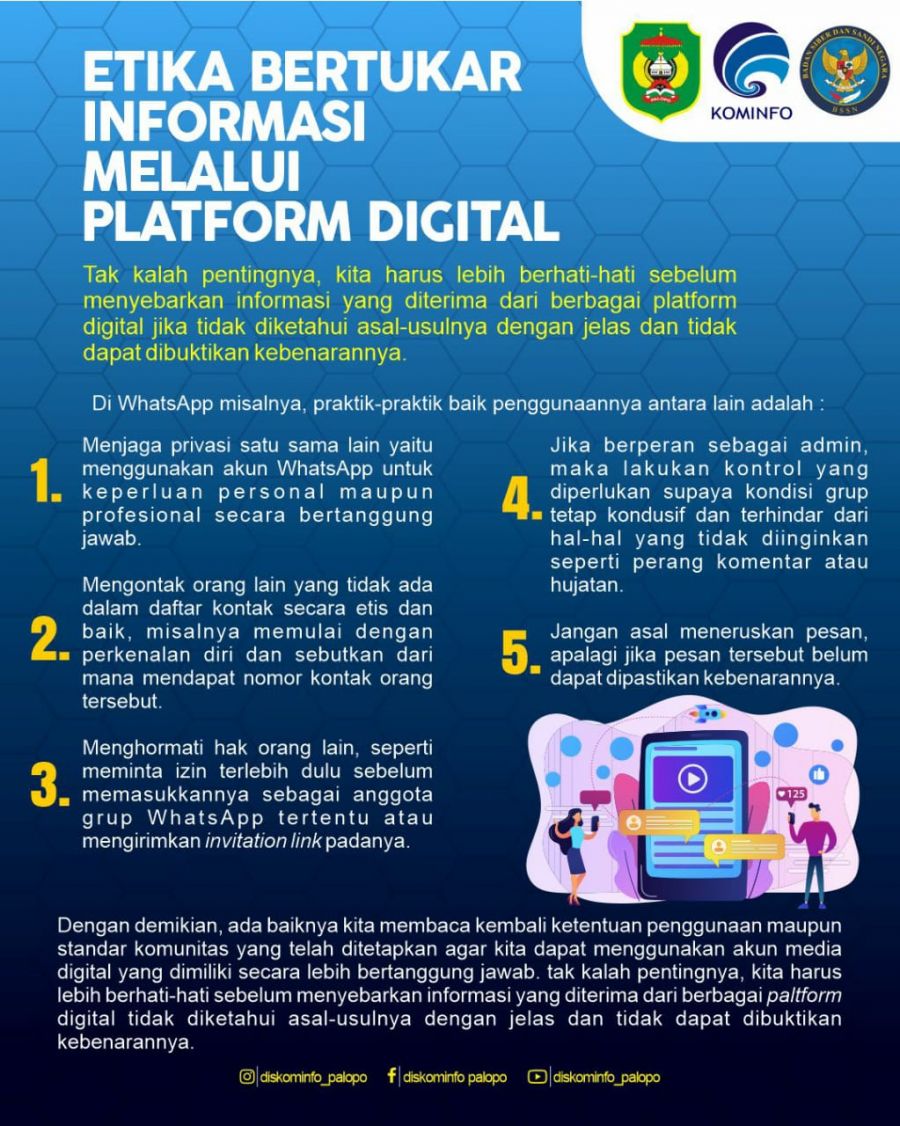 ETIKA BERTUKAR
INFORMASI
MELALUI
PLATFORM DIGITAL
KOMINFO
BADAN SIBER DAN SANDI NEGARA
BSSN
Tak kalah pentingnya, kita harus lebih berhati-hati sebelum
menyebarkan informasi yang diterima dari berbagai platform
digital jika tidak diketahui asal-usulnya dengan jelas dan tidak
dapat dibuktikan kebenarannya.
Di WhatsApp misalnya, praktik-praktik baik penggunaannya antara lain adalah :
1.
Menjaga privasi satu sama lain yaitu
menggunakan akun WhatsApp untuk
keperluan personal maupun
profesional secara bertanggung
jawab.
2.
Mengontak orang lain yang tidak ada
dalam daftar kontak secara etis dan
baik, misalnya memulai dengan
perkenalan diri dan sebutkan dari
mana mendapat nomor kontak orang
tersebut.
3.
Menghormati hak orang lain, seperti
meminta izin terlebih dulu sebelum
memasukkannya sebagai anggota
grup WhatsApp tertentu atau
mengirimkan invitation link padanya.
4.
Jika berperan sebagai admin,
maka lakukan kontrol yang
diperlukan supaya kondisi grup
tetap kondusif dan terhindar dari
hal-hal yang tidak diinginkan
seperti perang komentar atau
hujatan.
5.
Jangan asal meneruskan pesan,
apalagi jika pesan tersebut belum
dapat dipastikan kebenarannya.
125
Dengan demikian, ada baiknya kita membaca kembali ketentuan penggunaan maupun
standar komunitas yang telah ditetapkan agar kita dapat menggunakan akun media
digital yang dimiliki secara lebih bertanggung jawab. tak kalah pentingnya, kita harus
lebih berhati-hati sebelum menyebarkan informasi yang diterima dari berbagai paltform
digital tidak diketahui asal-usulnya dengan jelas dan tidak dapat dibuktikan
kebenarannya.
diskominfo_palopo diskominfo palopo diskominfo_palopo